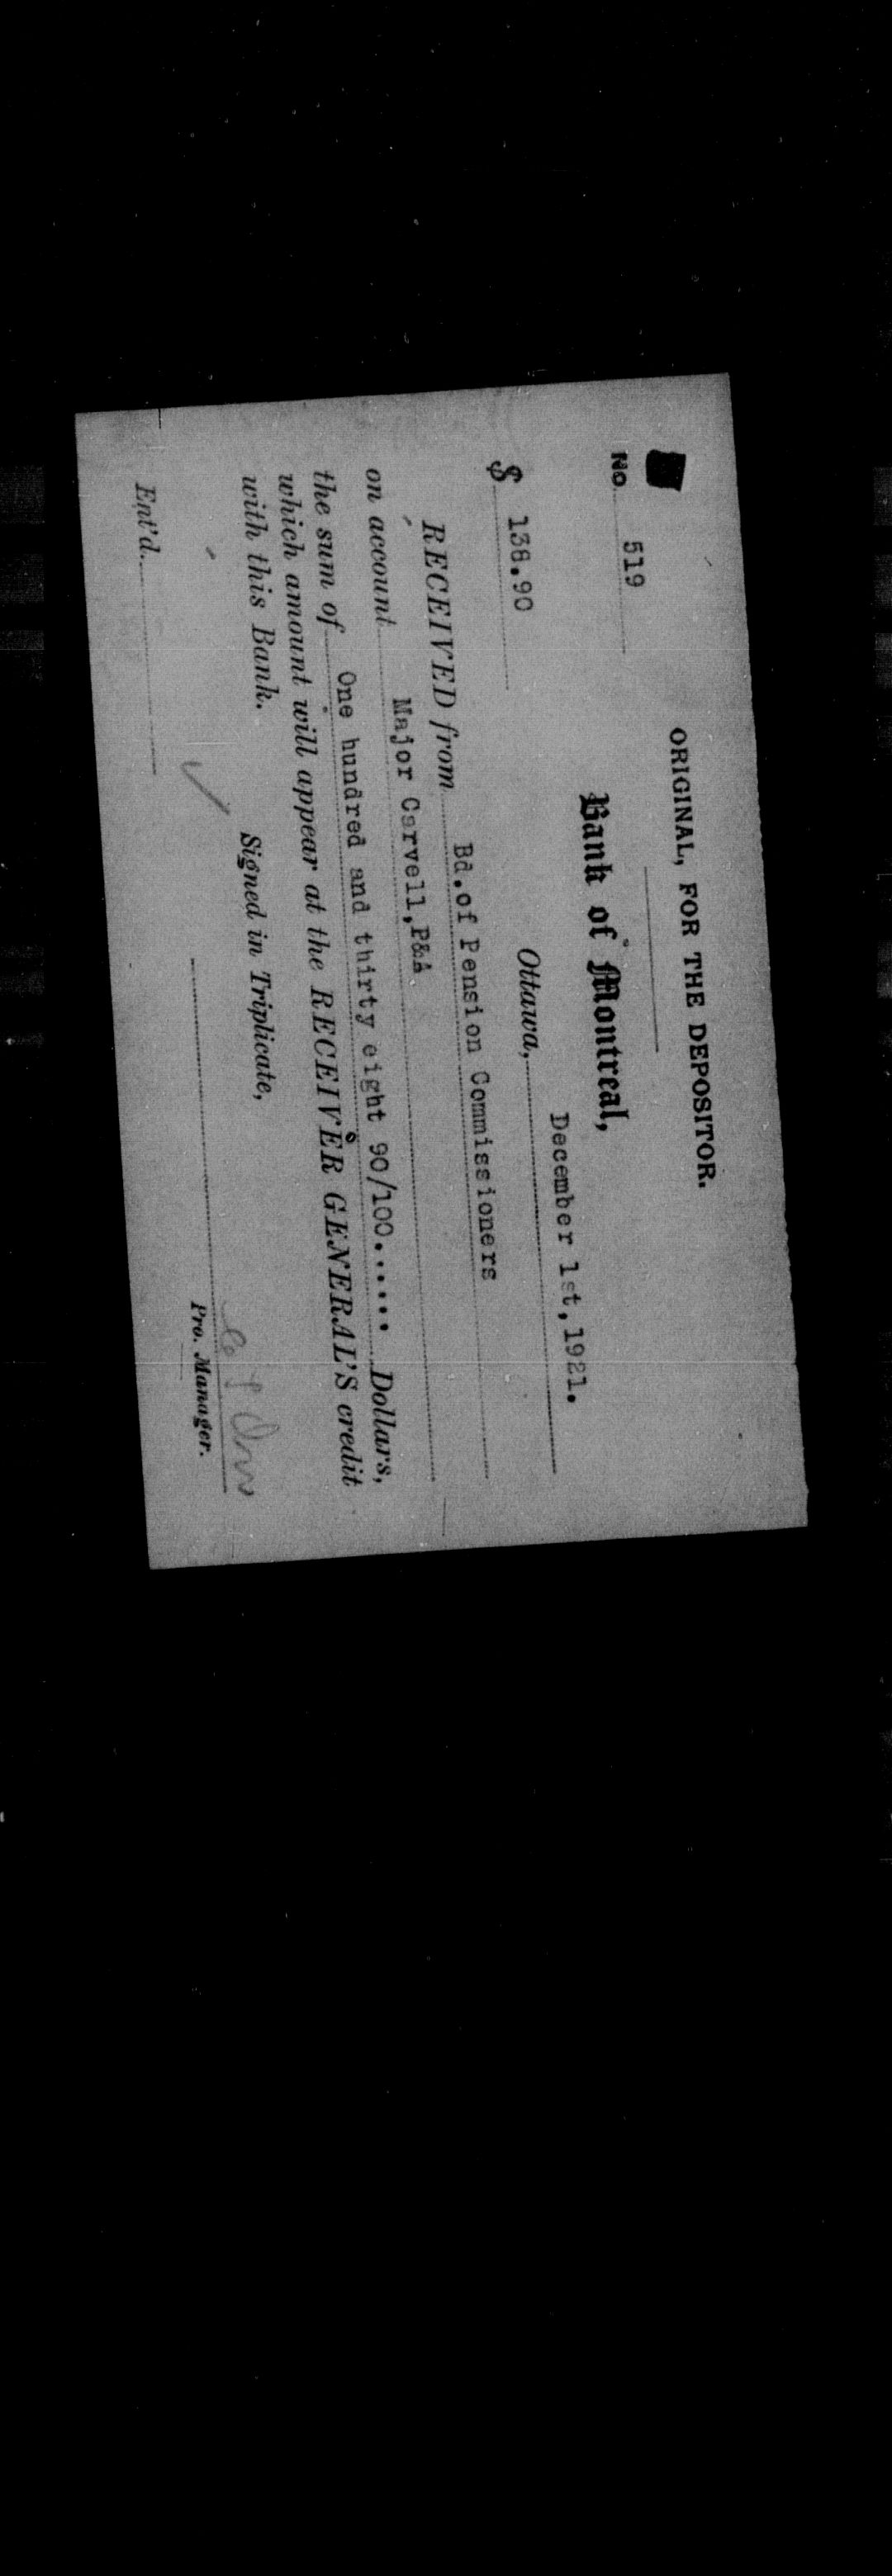 ORIGINAL, FOR THE DEPOSITOR.
No. 519
Bank of Montreal,
Ottawa, December 1st, 1921.
$ 138.90
RECEIVED from Bd. of Pension Commissioners
on account Major Carvell, P&A
the sum of One hundred and thirty eight 90/100...... Dollars,
which amount will appear at the RECEIVER GENERAL'S credit
with this Bank.
Signed in Triplicate,
Ent'd.
Pro. Manager.